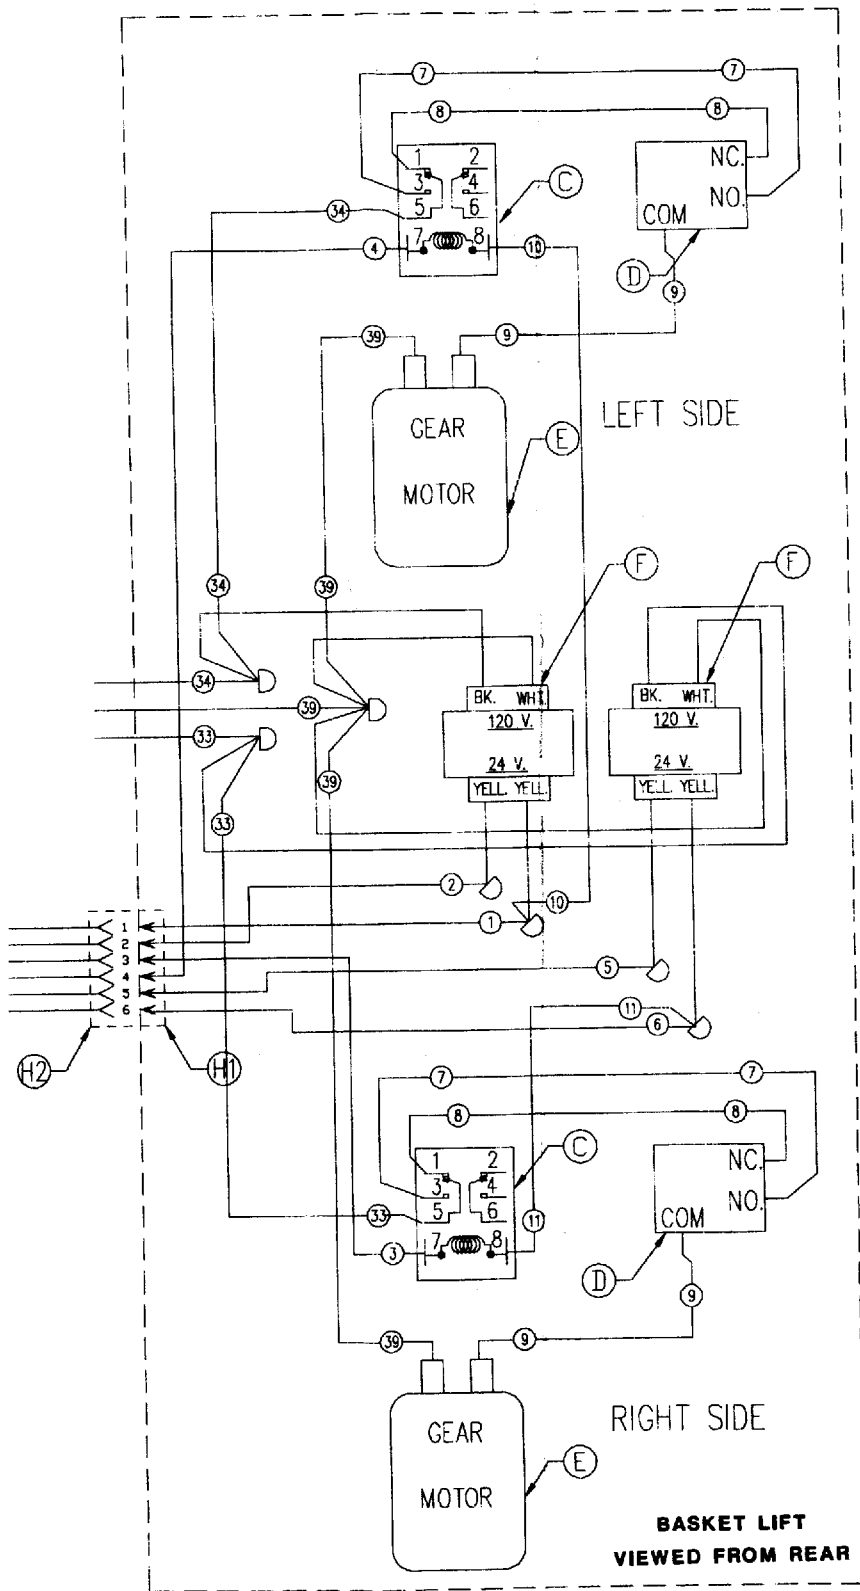 7 7
8 8
1 2
3 4
5 6
7 8
C
NC.
NO.
COM
34
4
10
D
9
39
9
GEAR
MOTOR
LEFT SIDE
E
F
F
34
39
34
39
33
BK. WHT.
120 V.
24 V.
YELL. YELL.
BK. WHT.
120 V.
24 V.
YELL. YELL.
39
33
2
10
1
1
2
3
4
5
6
5
11
6
H2
H1
7 7
8 8
1 2
3 4
5 6
7 8
C
NC.
NO.
COM
33
11
3
D
9
39
9
GEAR
MOTOR
RIGHT SIDE
E
BASKET LIFT
VIEWED FROM REAR